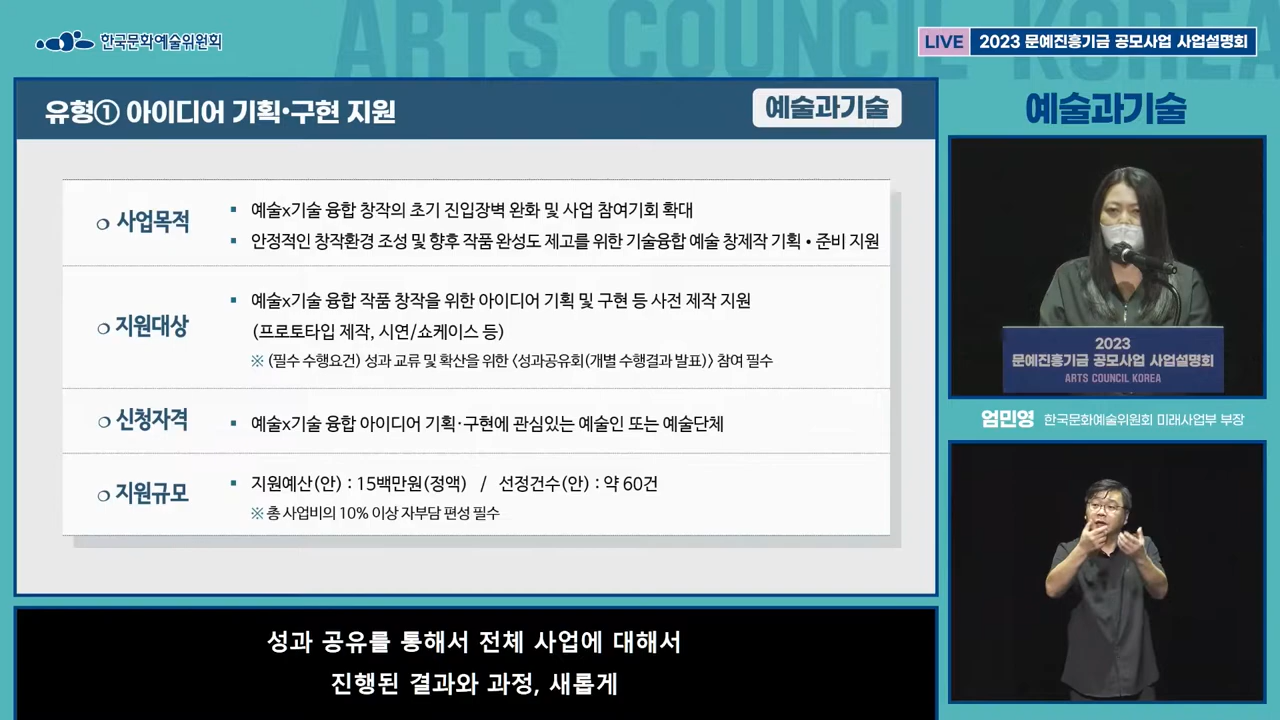 ARTS COUNCIL KOREA
한국문화예술위원회
LIVE 2023 문예진흥기금 공모사업 사업설명회
유형① 아이디어 기획·구현 지원
예술과기술
❍ 사업목적
▪ 예술x기술 융합 창작의 초기 진입장벽 완화 및 사업 참여기회 확대
▪ 안정적인 창작환경 조성 및 향후 작품 완성도 제고를 위한 기술융합 예술 창제작 기획 • 준비 지원
❍ 지원대상
▪ 예술x기술 융합 작품 창작을 위한 아이디어 기획 및 구현 등 사전 제작 지원
(프로토타입 제작, 시연/쇼케이스 등)
※ (필수 수행요건) 성과 교류 및 확산을 위한 <성과공유회(개별 수행결과 발표)> 참여 필수
❍ 신청자격
▪ 예술x기술 융합 아이디어 기획·구현에 관심있는 예술인 또는 예술단체
❍ 지원규모
▪ 지원예산(안) : 15백만원(정액) / 선정건수(안) : 약 60건
※ 총 사업비의 10% 이상 자부담 편성 필수
예술과기술
2023
문예진흥기금 공모사업 사업설명회
ARTS COUNCIL KOREA
엄민영 한국문화예술위원회 미래사업부 부장
성과 공유를 통해서 전체 사업에 대해서
진행된 결과와 과정, 새롭게